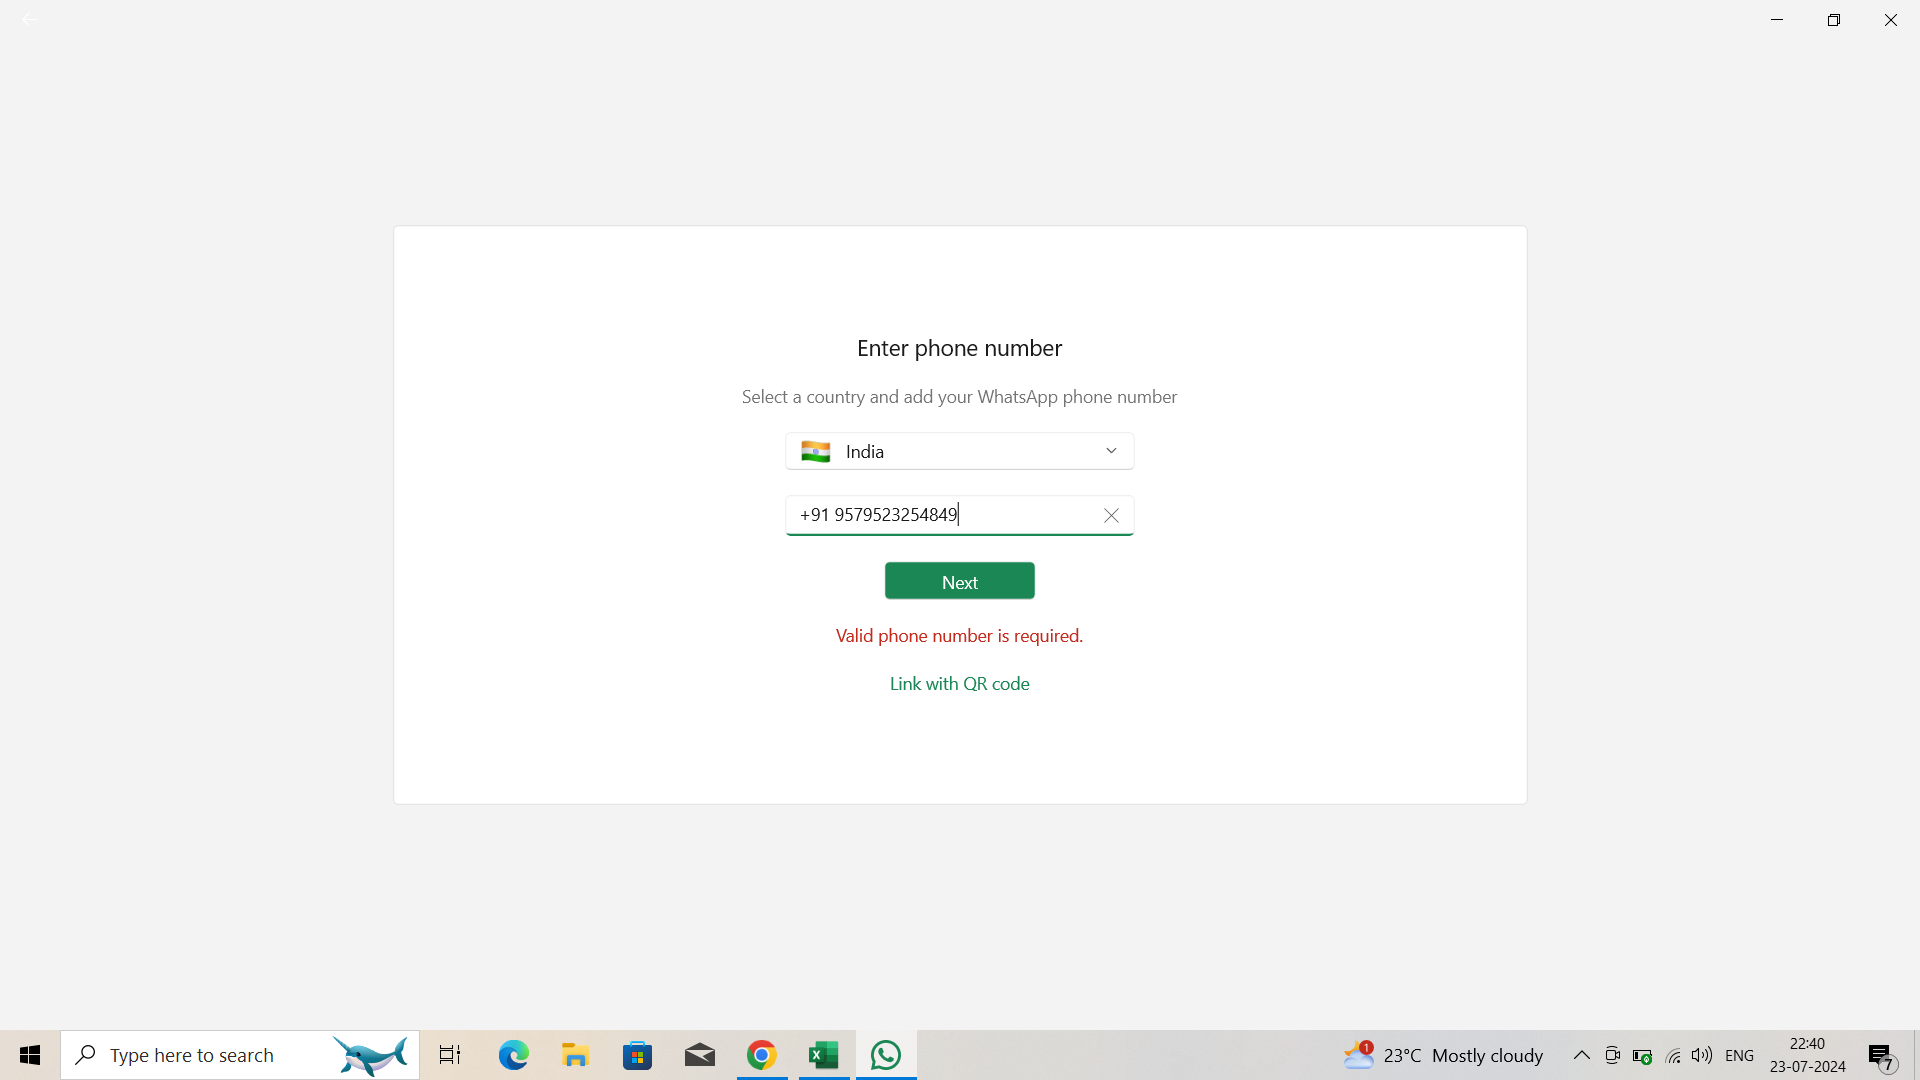 Enter phone number
Select a country and add your WhatsApp phone number
India
+91 9579523254849
Next
Valid phone number is required.
Link with QR code
Type here to search
1
23°C Mostly cloudy
ENG
22:40
23-07-2024
7